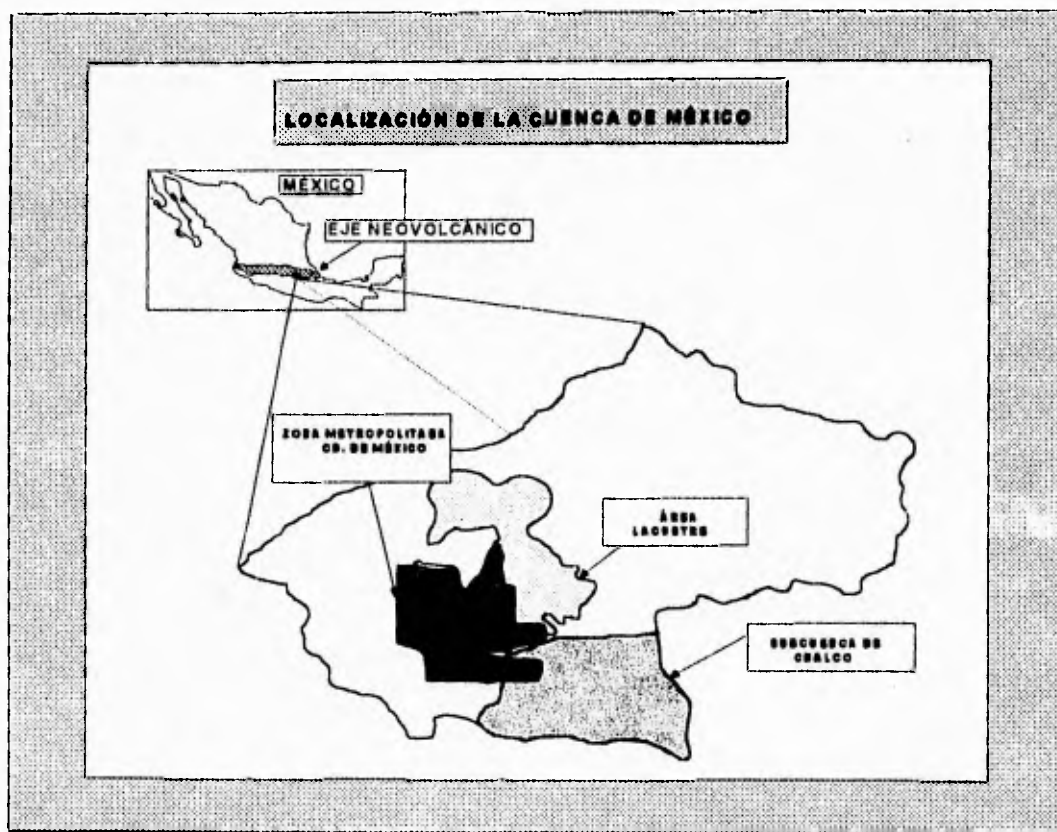 LOCALIZACIÓN DE LA CUENCA DE MÉXICO
MÉXICO
EJE NEOVOLCÁNICO
ZONA METROPOLITANA
CD. DE MÉXICO
ÁREA
LACUSTRE
SUBCUENCA DE
CHALCO